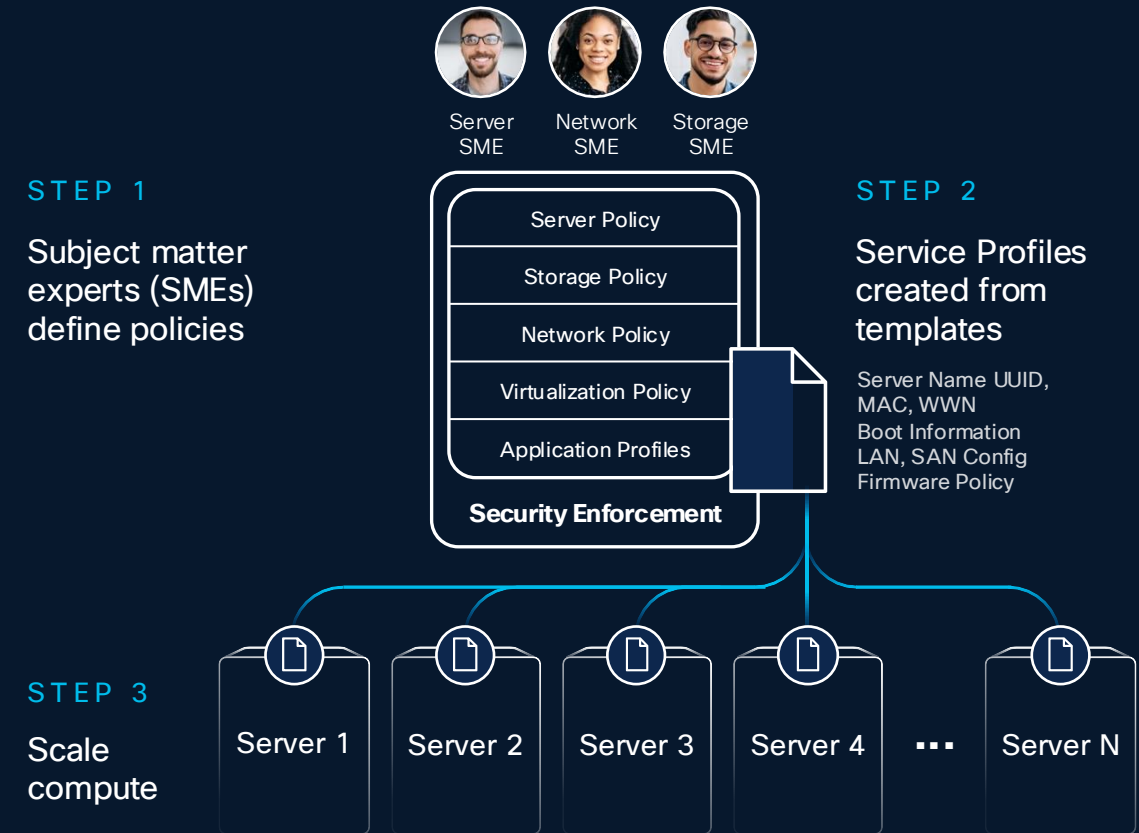 Server
SME
Network
SME
Storage
SME
STEP 1
Subject matter
experts (SMEs)
define policies
Server Policy
Storage Policy
Network Policy
Virtualization Policy
Application Profiles
Security Enforcement
STEP 2
Service Profiles
created from
templates
Server Name UUID,
MAC, WWN
Boot Information
LAN, SAN Config
Firmware Policy
STEP 3
Scale
compute
Server 1
Server 2
Server 3
Server 4
...
Server N